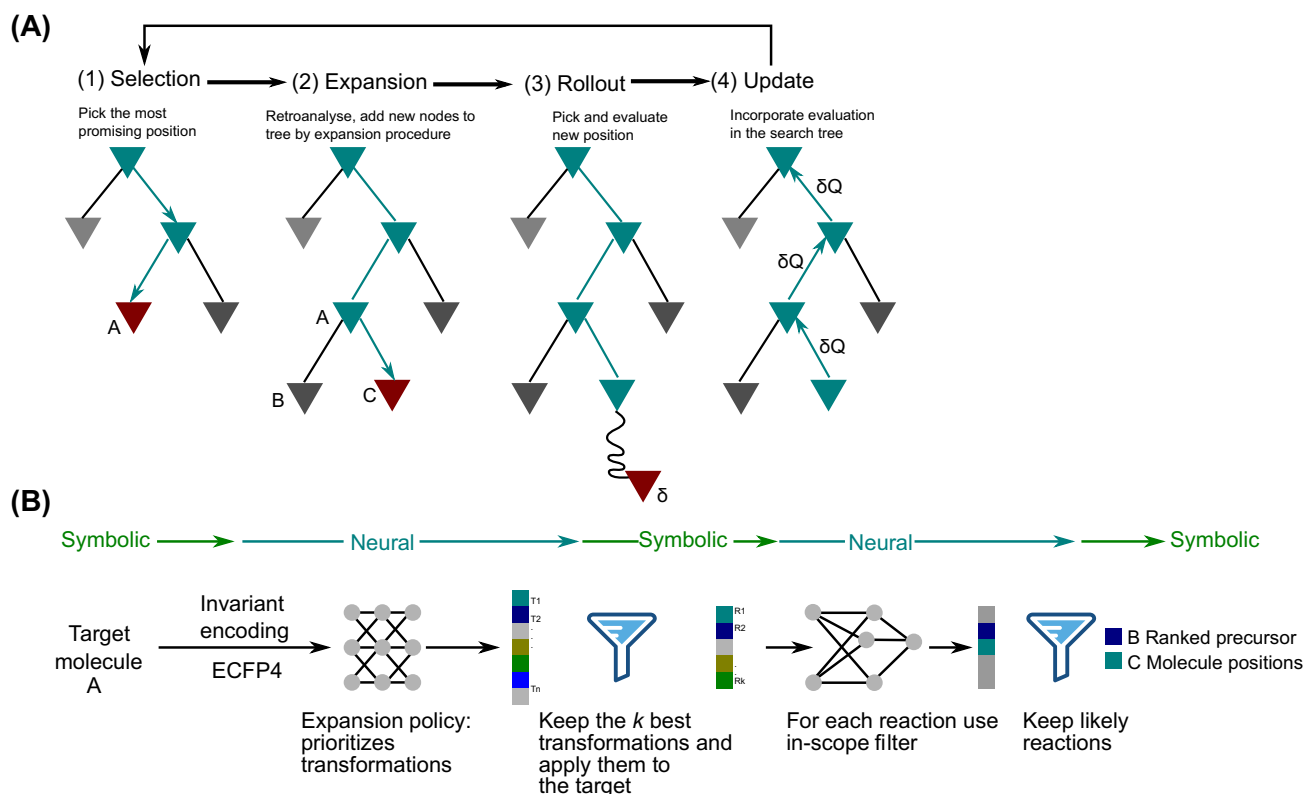 (A)
(1) Selection
(2) Expansion
(3) Rollout
(4) Update
Pick the most
promising position
Retroanalyse, add new nodes to
tree by expansion procedure
Pick and evaluate
new position
Incorporate evaluation
in the search tree
δQ
δQ
δQ
A
A
B
C
δ
(B)
Symbolic
Neural
Symbolic
Neural
Symbolic
Target
molecule
A
Invariant
encoding
ECFP4
T1
T2
.
.
Tn
R1
R2
.
.
Rk
B Ranked precursor
C Molecule positions
Expansion policy:
prioritizes
transformations
Keep the k best
transformations and
apply them to
the target
For each reaction use
in-scope filter
Keep likely
reactions